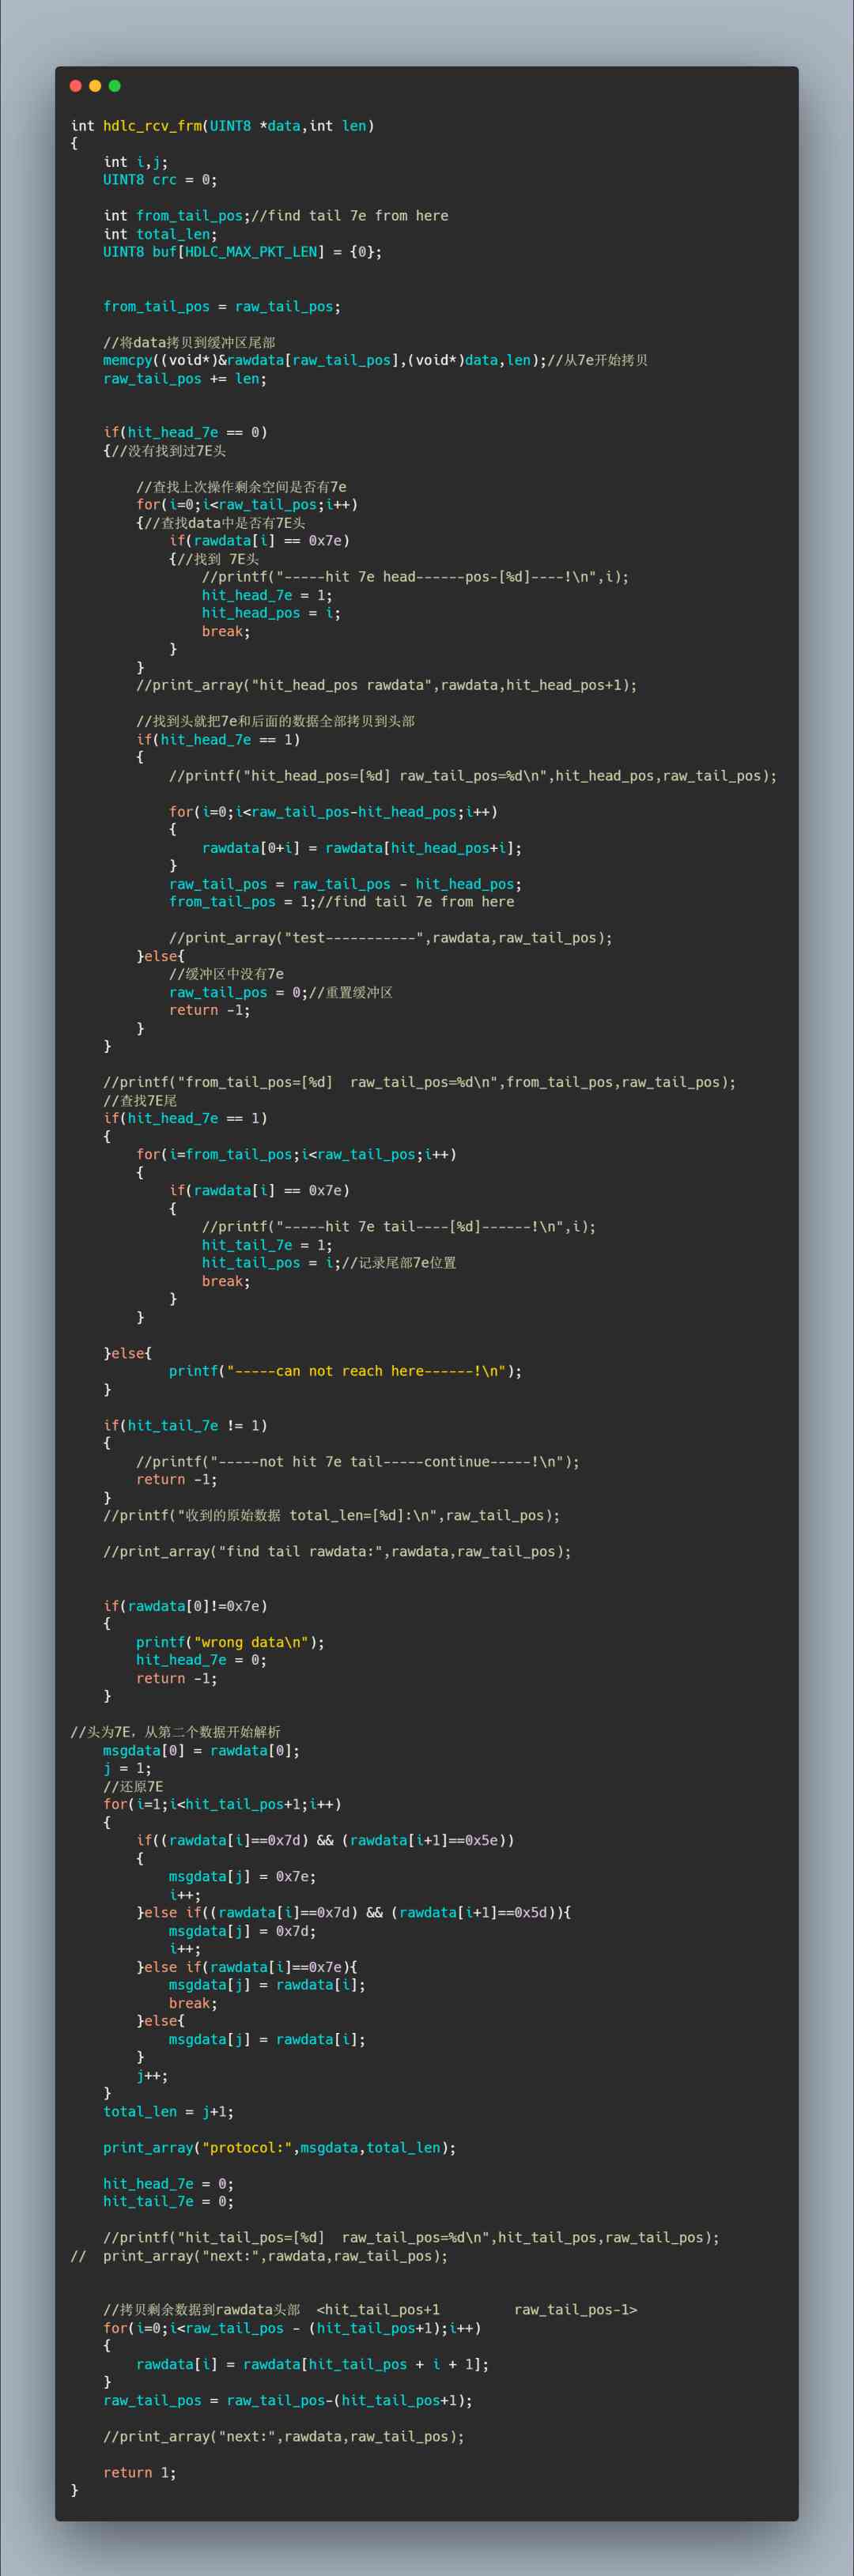 int hdlc_rcv_frm(UINT8 *data,int len)
{
    int i,j;
    UINT8 crc = 0;

    int from_tail_pos;//find tail 7e from here
    int total_len;
    UINT8 buf[HDLC_MAX_PKT_LEN] = {0};


    from_tail_pos = raw_tail_pos;

    //将data拷贝到缓冲区尾部
    memcpy((void*)&rawdata[raw_tail_pos],(void*)data,len);//从7e开始拷贝
    raw_tail_pos += len;


    if(hit_head_7e == 0)
    {//没有找到过7E头

        //查找上次操作剩余空间是否有7e
        for(i=0;i<raw_tail_pos;i++)
        {//查找data中是否有7E头
            if(rawdata[i] == 0x7e)
            {//找到 7E头
                //printf("-----hit 7e head------pos-[%d]----!\n",i);
                hit_head_7e = 1;
                hit_head_pos = i;
                break;
            }
        }
        //print_array("hit_head_pos rawdata",rawdata,hit_head_pos+1);

        //找到头就把7e和后面的数据全部拷贝到头部
        if(hit_head_7e == 1)
        {
            //printf("hit_head_pos=[%d] raw_tail_pos=%d\n",hit_head_pos,raw_tail_pos);

            for(i=0;i<raw_tail_pos-hit_head_pos;i++)
            {
                rawdata[0+i] = rawdata[hit_head_pos+i];
            }
            raw_tail_pos = raw_tail_pos - hit_head_pos;
            from_tail_pos = 1;//find tail 7e from here

            //print_array("test-----------",rawdata,raw_tail_pos);
        }else{
            //缓冲区中没有7e
            raw_tail_pos = 0;//重置缓冲区
            return -1;
        }
    }

    //printf("from_tail_pos=[%d]  raw_tail_pos=%d\n",from_tail_pos,raw_tail_pos);
    //查找7E尾
    if(hit_head_7e == 1)
    {
        for(i=from_tail_pos;i<raw_tail_pos;i++)
        {
            if(rawdata[i] == 0x7e)
            {
                //printf("-----hit 7e tail----[%d]------!\n",i);
                hit_tail_7e = 1;
                hit_tail_pos = i;//记录尾部7e位置
                break;
            }
        }

    }else{
            printf("-----can not reach here------!\n");
    }

    if(hit_tail_7e != 1)
    {
        //printf("-----not hit 7e tail-----continue-----!\n");
        return -1;
    }
    //printf("收到的原始数据 total_len=[%d]:\n",raw_tail_pos);

    //print_array("find tail rawdata:",rawdata,raw_tail_pos);


    if(rawdata[0]!=0x7e)
    {
        printf("wrong data\n");
        hit_head_7e = 0;
        return -1;
    }

//头为7E，从第二个数据开始解析
    msgdata[0] = rawdata[0];
    j = 1;
    //还原7E
    for(i=1;i<hit_tail_pos+1;i++)
    {
        if((rawdata[i]==0x7d) && (rawdata[i+1]==0x5e))
        {
            msgdata[j] = 0x7e;
            i++;
        }else if((rawdata[i]==0x7d) && (rawdata[i+1]==0x5d)){
            msgdata[j] = 0x7d;
            i++;
        }else if(rawdata[i]==0x7e){
            msgdata[j] = rawdata[i];
            break;
        }else{
            msgdata[j] = rawdata[i];
        }
        j++;
    }
    total_len = j+1;

    print_array("protocol:",msgdata,total_len);

    hit_head_7e = 0;
    hit_tail_7e = 0;

    //printf("hit_tail_pos=[%d]  raw_tail_pos=%d\n",hit_tail_pos,raw_tail_pos);
//  print_array("next:",rawdata,raw_tail_pos);


    //拷贝剩余数据到rawdata头部  <hit_tail_pos+1         raw_tail_pos-1>
    for(i=0;i<raw_tail_pos - (hit_tail_pos+1);i++)
    {
        rawdata[i] = rawdata[hit_tail_pos + i + 1];
    }
    raw_tail_pos = raw_tail_pos-(hit_tail_pos+1);

    //print_array("next:",rawdata,raw_tail_pos);

    return 1;
}